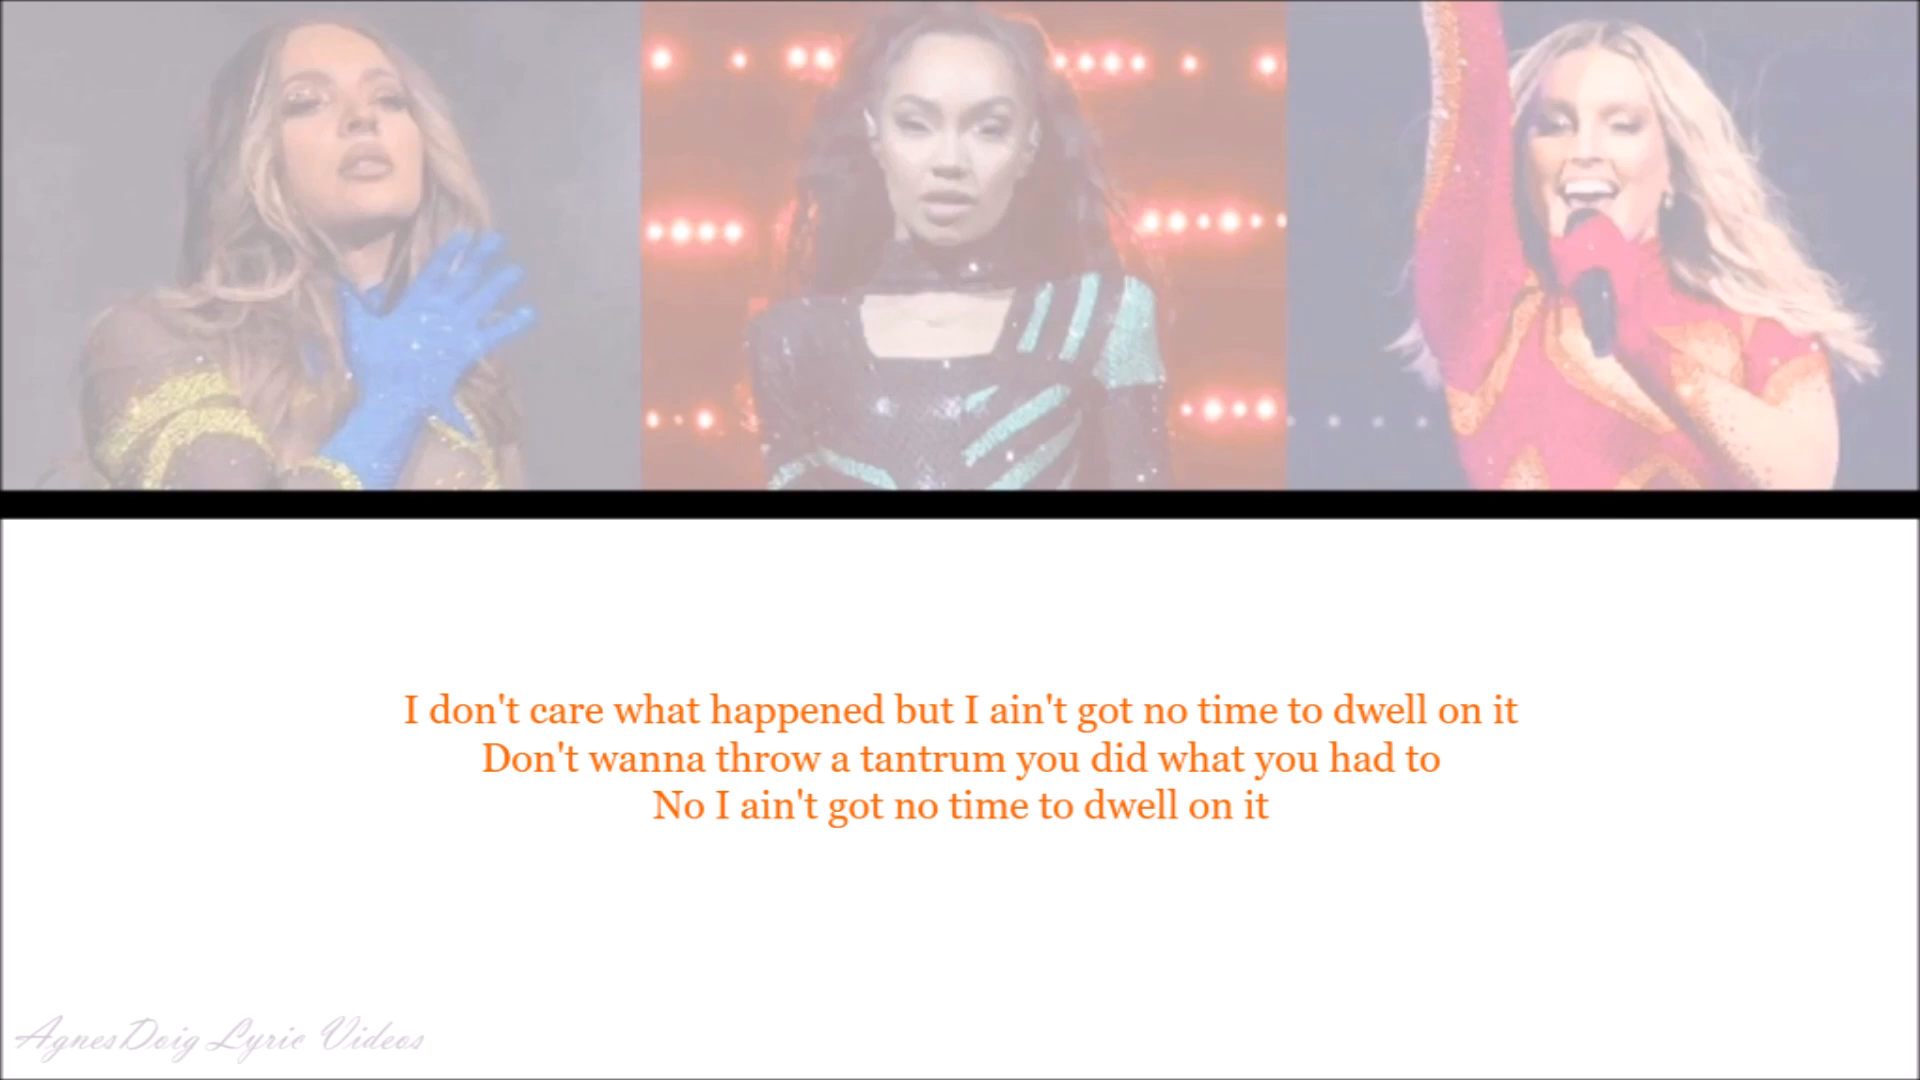 I don't care what happened but I ain't got no time to dwell on it
Don't wanna throw a tantrum you did what you had to
No I ain't got no time to dwell on it
AgnesDoig Lyric Videos